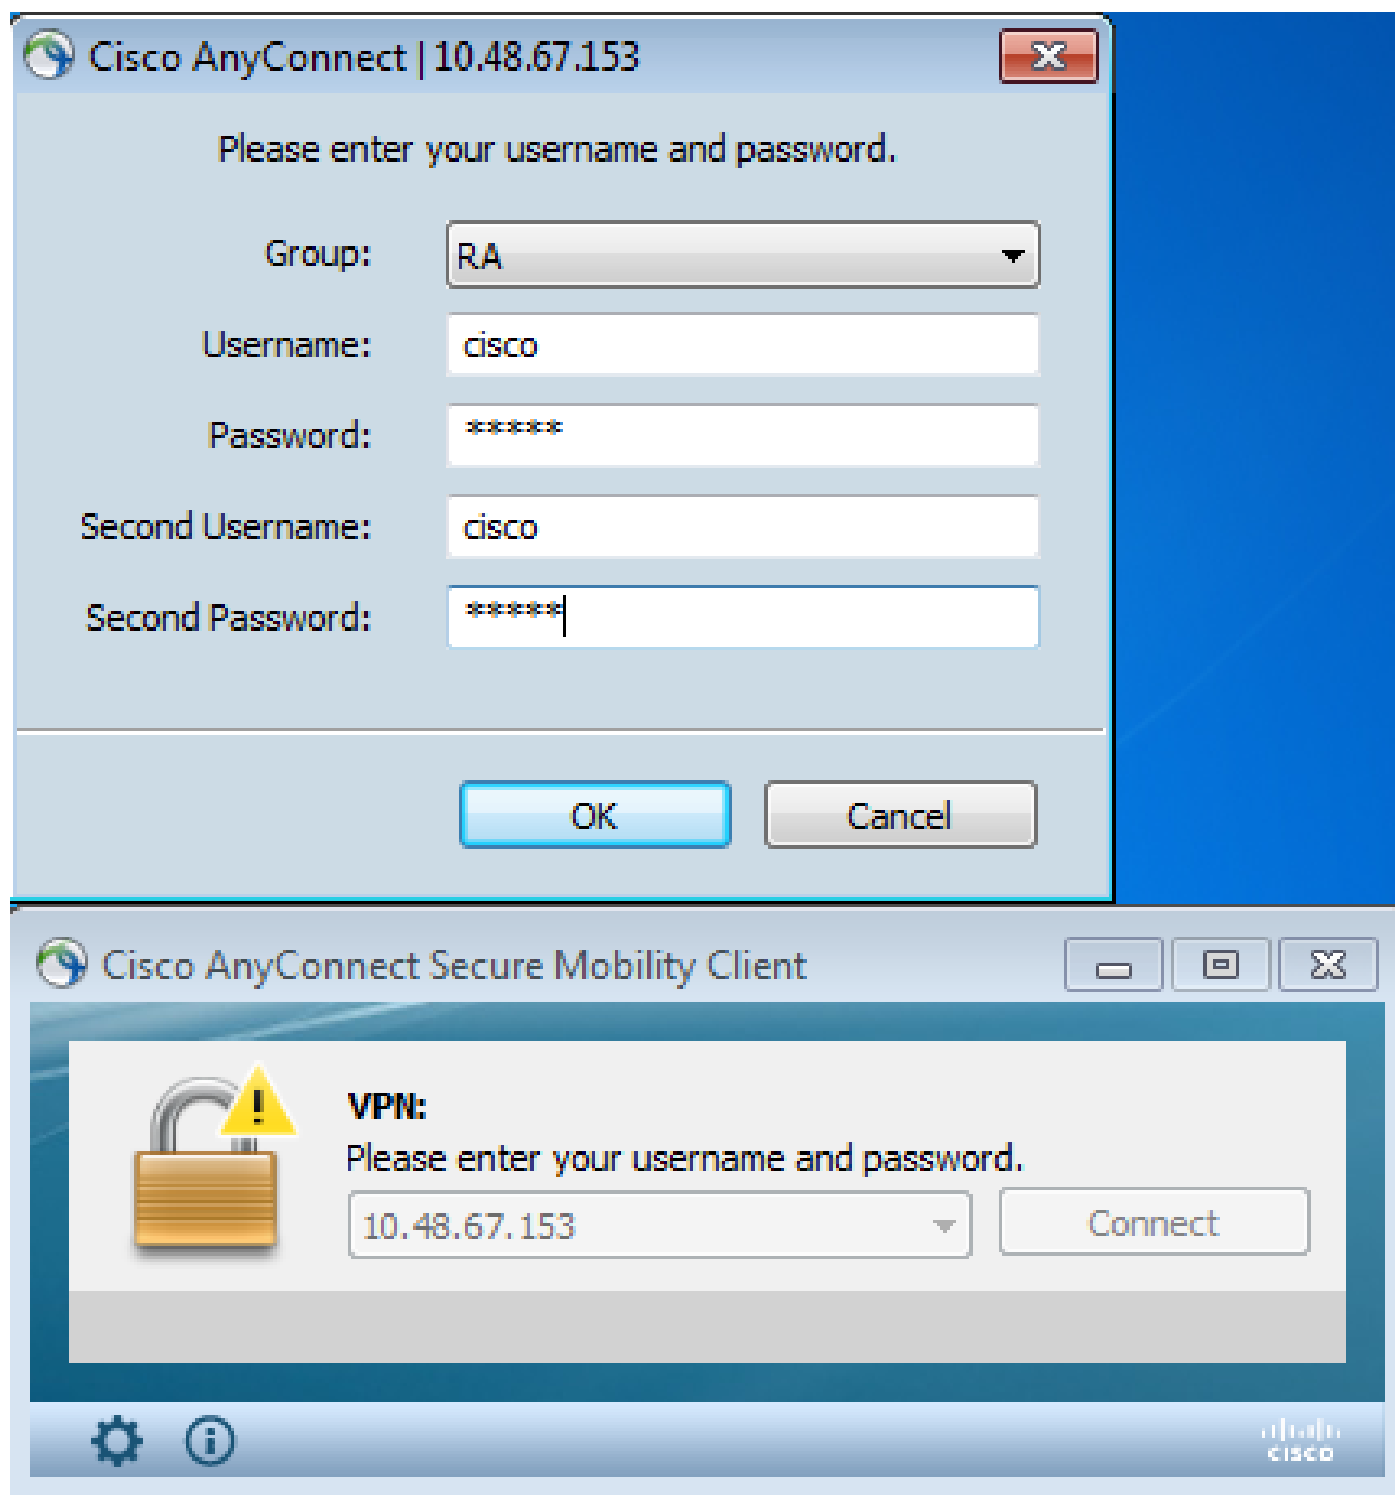 Cisco AnyConnect | 10.48.67.153
Please enter your username and password.
Group: RA
Username: cisco
Password: *****
Second Username: cisco
Second Password: *****
OK Cancel
Cisco AnyConnect Secure Mobility Client
VPN:
Please enter your username and password.
10.48.67.153 Connect
CISCO